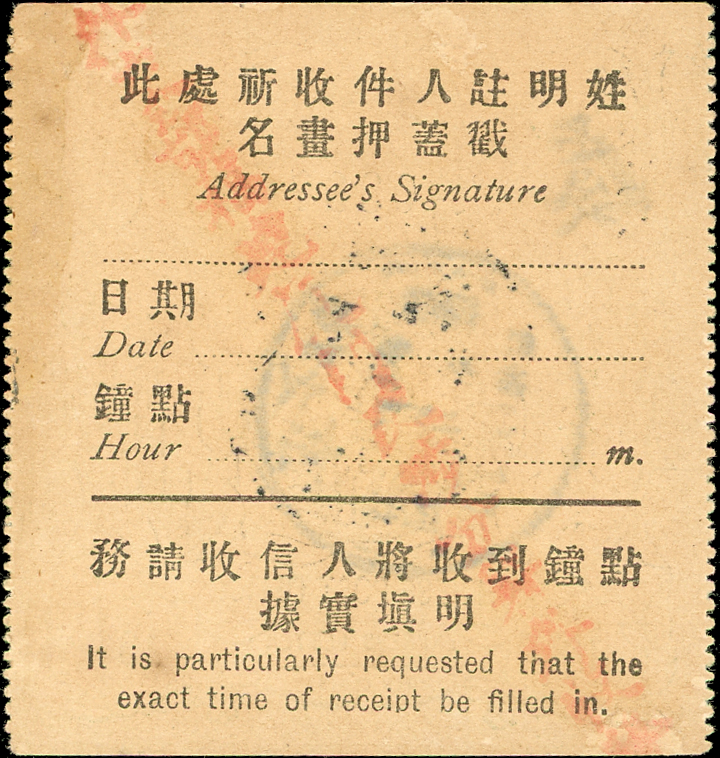 此處祈收件人註明姓
名畫押蓋戳
Addressee's Signature
日期
Date
鐘點
Hour m.
務請收信人將收到鐘點
據實塡明
It is particularly requested that the
exact time of receipt be filled in.